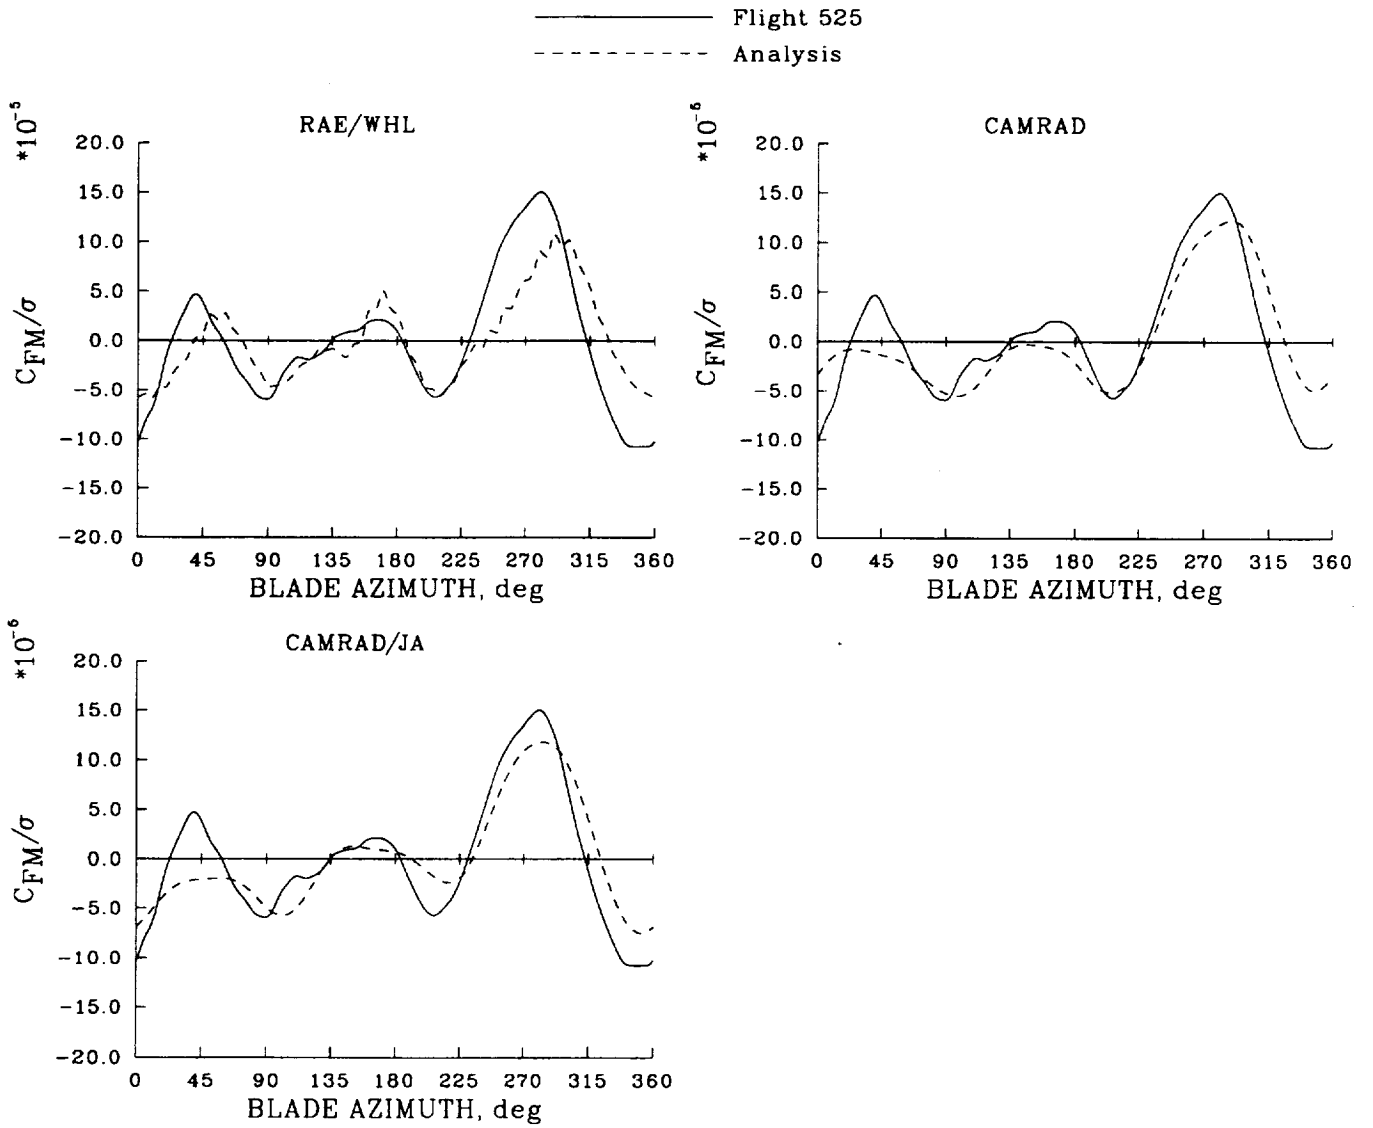 Flight 525
Analysis
RAE/WHL
*10⁻⁵
20.0
15.0
10.0
5.0
0.0
−5.0
−10.0
−15.0
−20.0
C_FM/σ
0 45 90 135 180 225 270 315 360
BLADE AZIMUTH, deg
CAMRAD
*10⁻⁵
20.0
15.0
10.0
5.0
0.0
−5.0
−10.0
−15.0
−20.0
C_FM/σ
0 45 90 135 180 225 270 315 360
BLADE AZIMUTH, deg
CAMRAD/JA
*10⁻⁵
20.0
15.0
10.0
5.0
0.0
−5.0
−10.0
−15.0
−20.0
C_FM/σ
0 45 90 135 180 225 270 315 360
BLADE AZIMUTH, deg